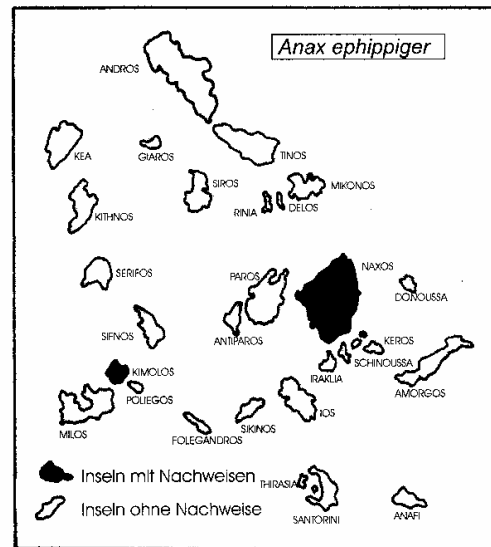 Anax ephippiger
ANDROS
KEA
GIAROS
TINOS
SIROS
MIKONOS
RINIA
DELOS
KITHNOS
SERIFOS
PAROS
NAXOS
DONOUSSA
SIFNOS
ANTIPAROS
KEROS
SCHINOUSSA
IRAKLIA
KIMOLOS
POLIEGOS
AMORGOS
MILOS
FOLEGANDROS
SIKINOS
IOS
Inseln mit Nachweisen
THIRASIA
Inseln ohne Nachweise
SANTORINI
ANAFI